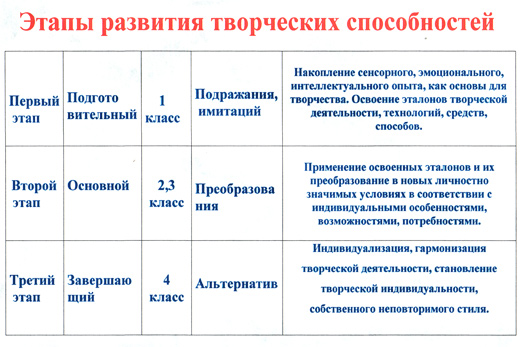 Этапы развития творческих способностей
Первый этап
Подгото вительный
1 класс
Подражания, имитаций
Накопление сенсорного, эмоционального,
интеллектуального опыта, как основы для
творчества. Освоение эталонов творческой
деятельности, технологий, средств,
способов.
Второй этап
Основной
2,3 класс
Преобразова ния
Применение освоенных эталонов и их
преобразование в новых личностно
значимых условиях в соответствии с
индивидуальными особенностями,
возможностями, потребностями.
Третий этап
Завершаю щий
4 класс
Альтернатив
Индивидуализация, гармонизация
творческой деятельности, становление
творческой индивидуальности,
собственного неповторимого стиля.